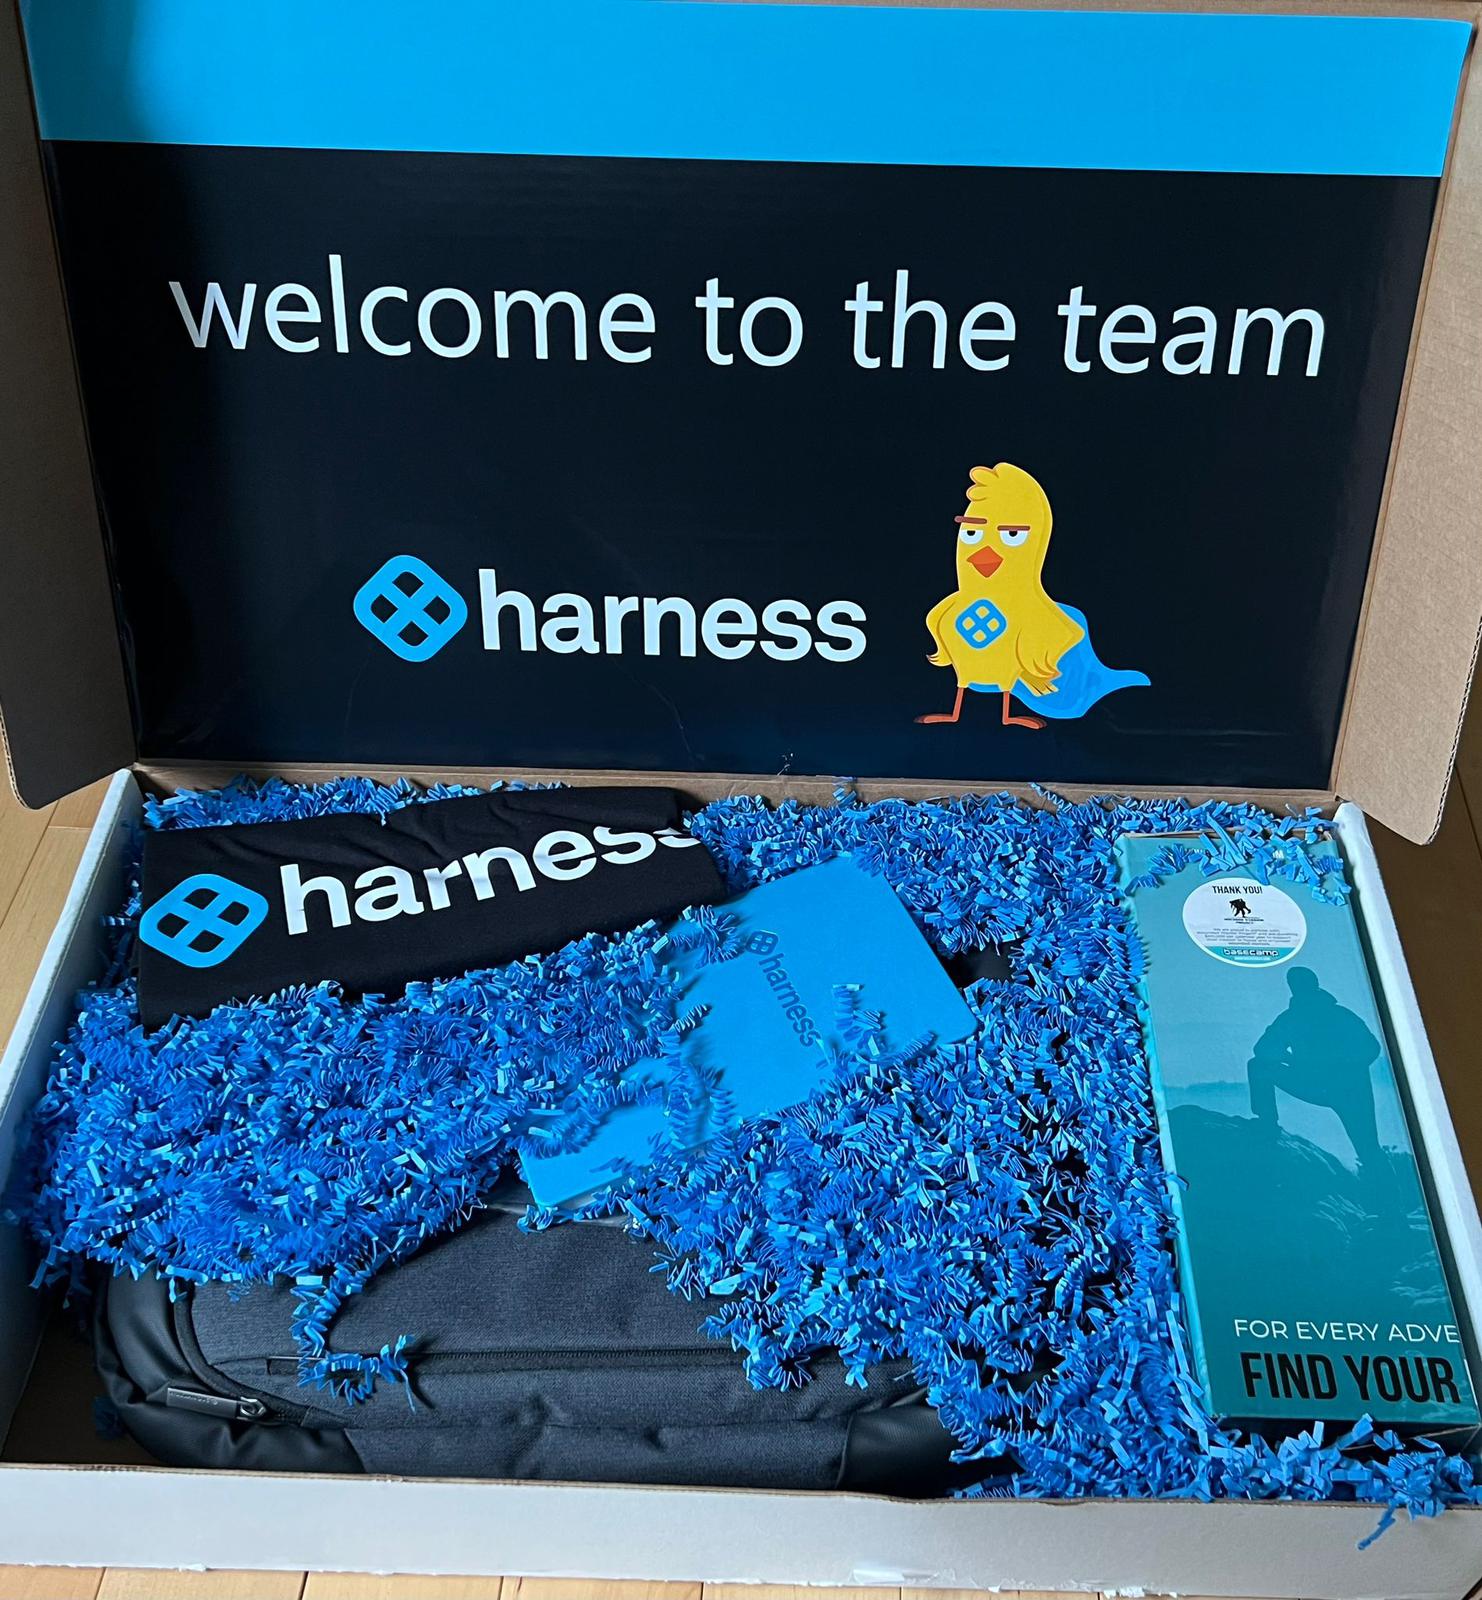 welcome to the team
harness
harness
harness
THANK YOU!
basecamp
FOR EVERY ADVE
FIND YOUR